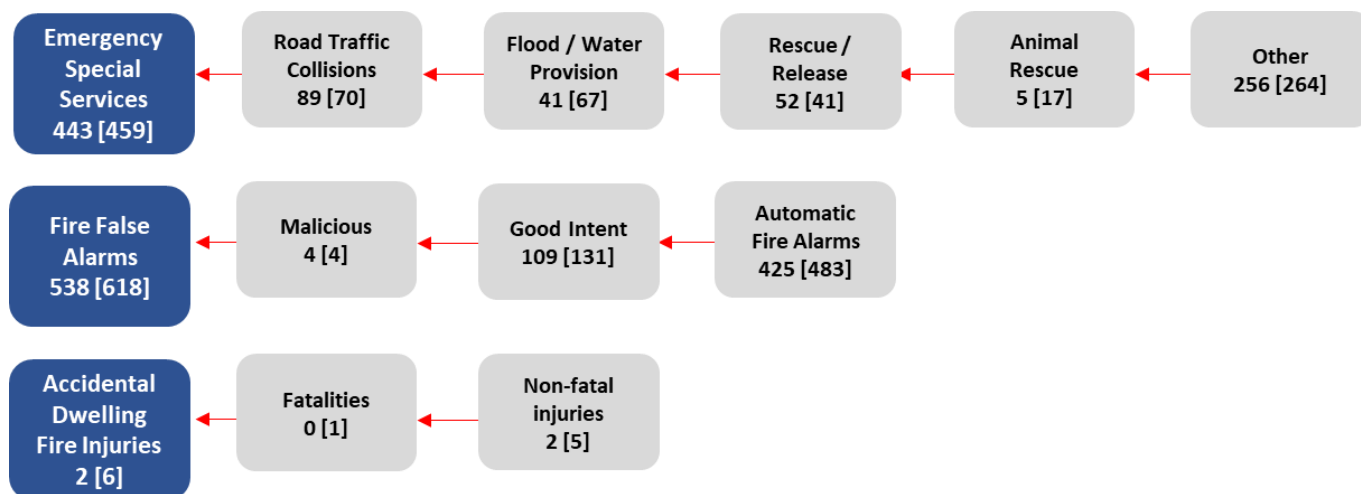 Emergency
Special
Services
443 [459]
Road Traffic
Collisions
89 [70]
Flood / Water
Provision
41 [67]
Rescue /
Release
52 [41]
Animal
Rescue
5 [17]
Other
256 [264]
Fire False
Alarms
538 [618]
Malicious
4 [4]
Good Intent
109 [131]
Automatic
Fire Alarms
425 [483]
Accidental
Dwelling
Fire Injuries
2 [6]
Fatalities
0 [1]
Non-fatal
injuries
2 [5]